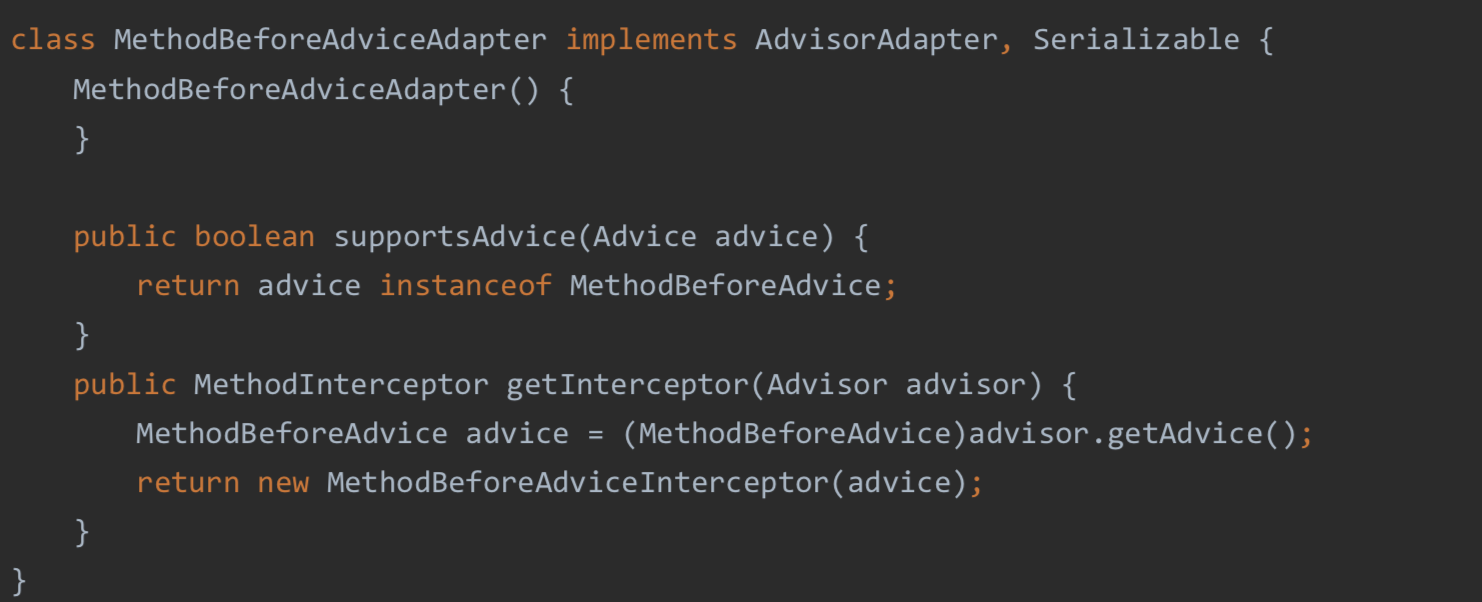 class MethodBeforeAdviceAdapter implements AdvisorAdapter, Serializable {
    MethodBeforeAdviceAdapter() {
    }

    public boolean supportsAdvice(Advice advice) {
        return advice instanceof MethodBeforeAdvice;
    }
    public MethodInterceptor getInterceptor(Advisor advisor) {
        MethodBeforeAdvice advice = (MethodBeforeAdvice)advisor.getAdvice();
        return new MethodBeforeAdviceInterceptor(advice);
    }
}